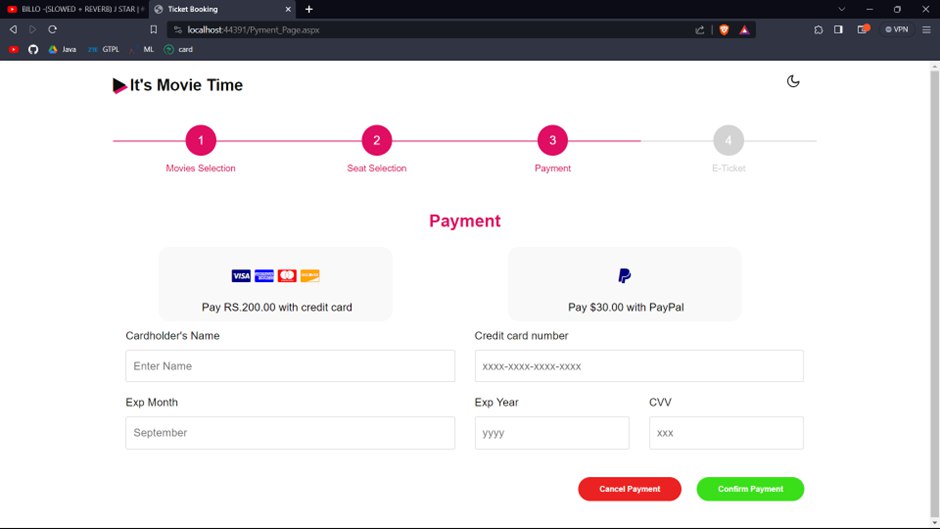 BILLO -(SLOWED + REVERB) J STAR |
Ticket Booking
localhost:44391/Pyment_Page.aspx
VPN
Java
ZTE GTPL
ML
card
It's Movie Time
1
2
3
4
Movies Selection
Seat Selection
Payment
E-Ticket
Payment
VISA
Pay RS.200.00 with credit card
Pay $30.00 with PayPal
Cardholder's Name
Credit card number
Enter Name
xxxx-xxxx-xxxx-xxxx
Exp Month
Exp Year
CVV
September
yyyy
xxx
Cancel Payment
Confirm Payment